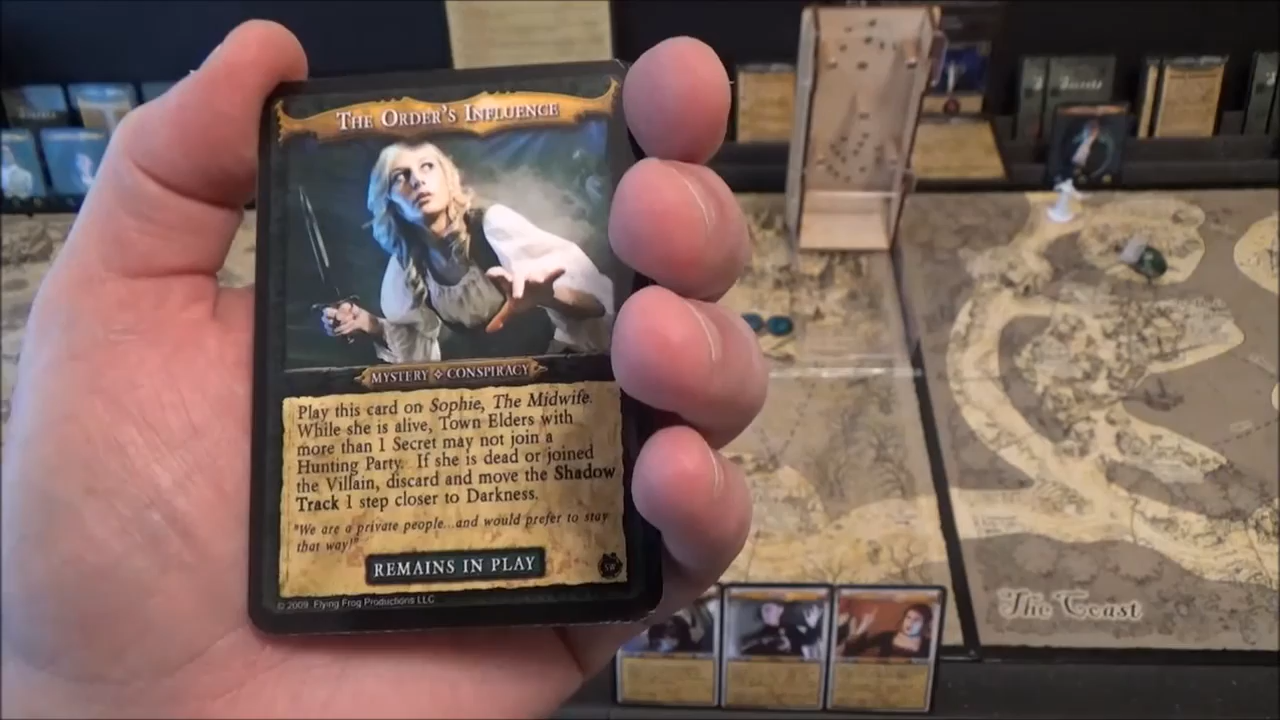 The Order's Influence
Mystery Conspiracy
Play this card on Sophie, The Midwife.
While she is alive, Town Elders with
more than 1 Secret may not join a
Hunting Party. If she is dead or joined
the Villain, discard and move the Shadow
Track 1 step closer to Darkness.
"We are a private people...and would prefer to stay
that way!"
REMAINS IN PLAY
SW
© 2009 Flying Frog Productions LLC
The Coast